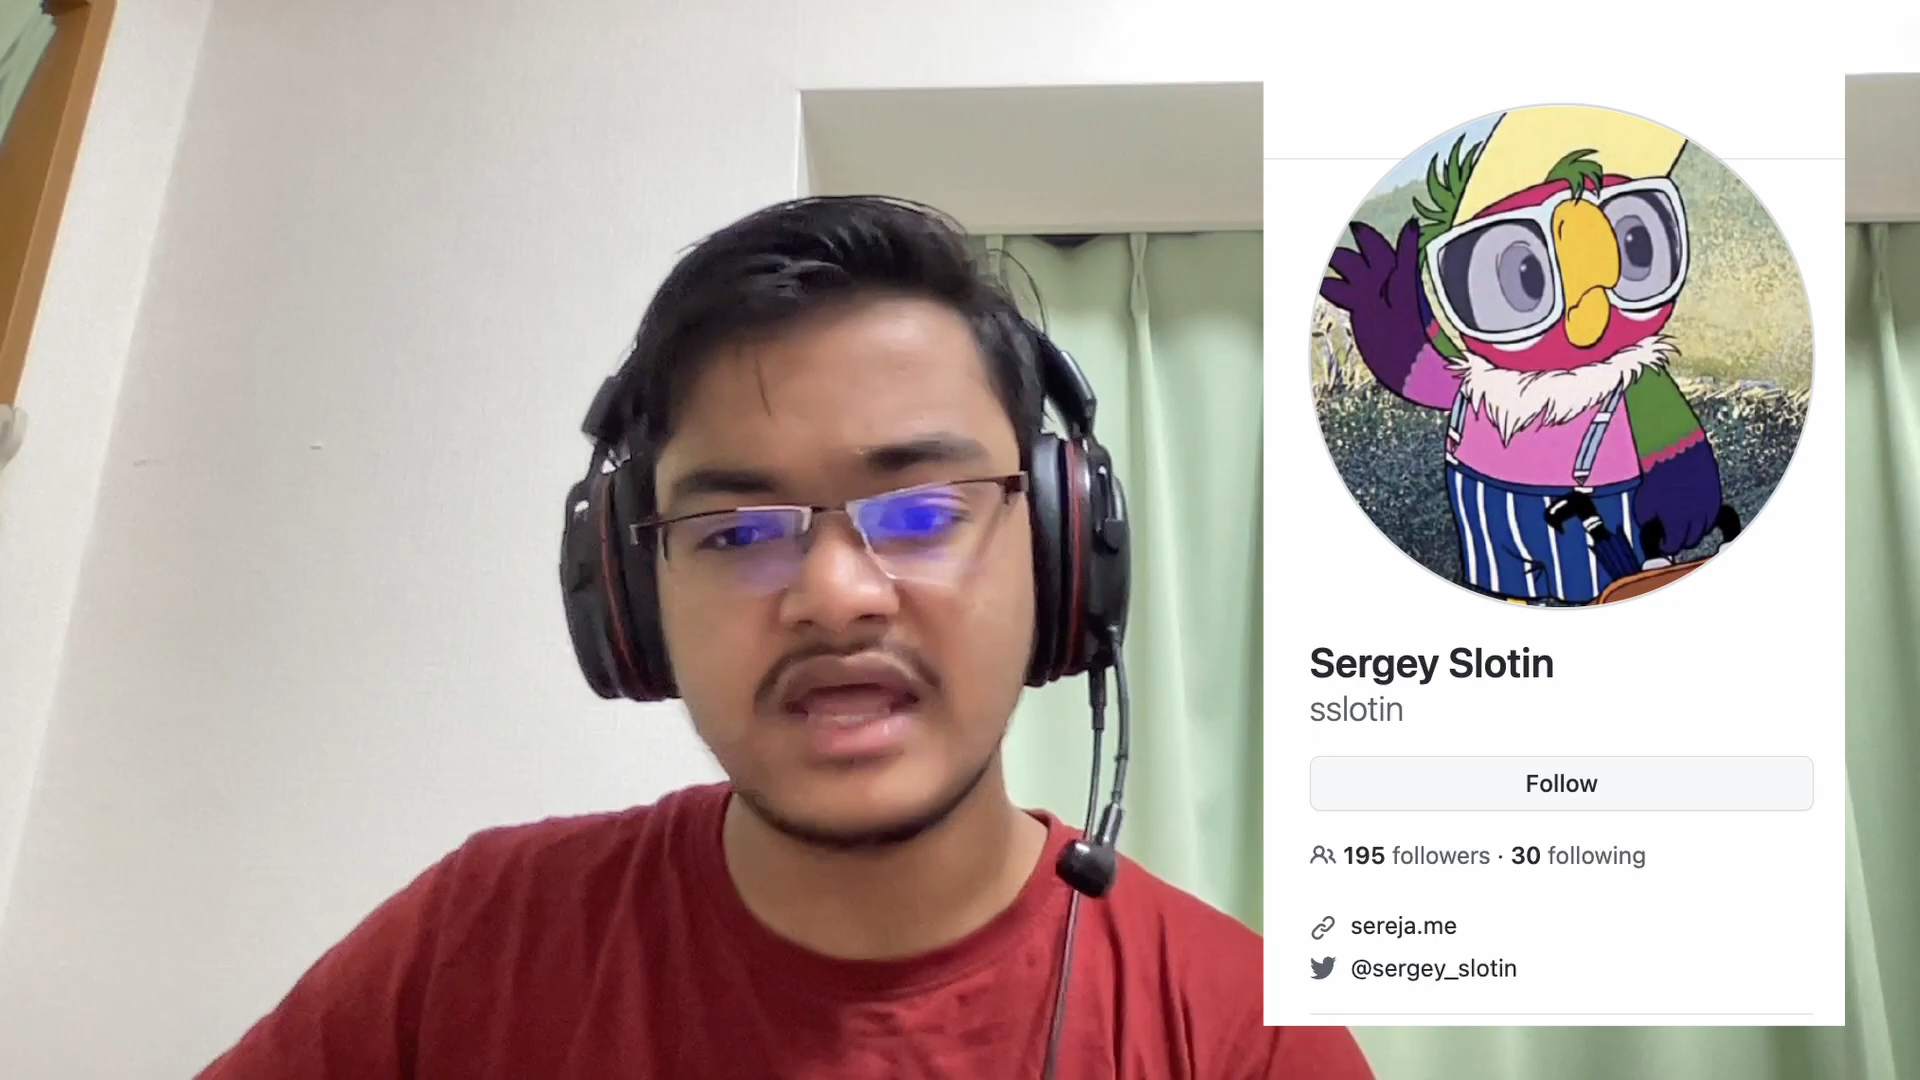 Sergey Slotin
sslotin
Follow
195 followers · 30 following
sereja.me
@sergey_slotin